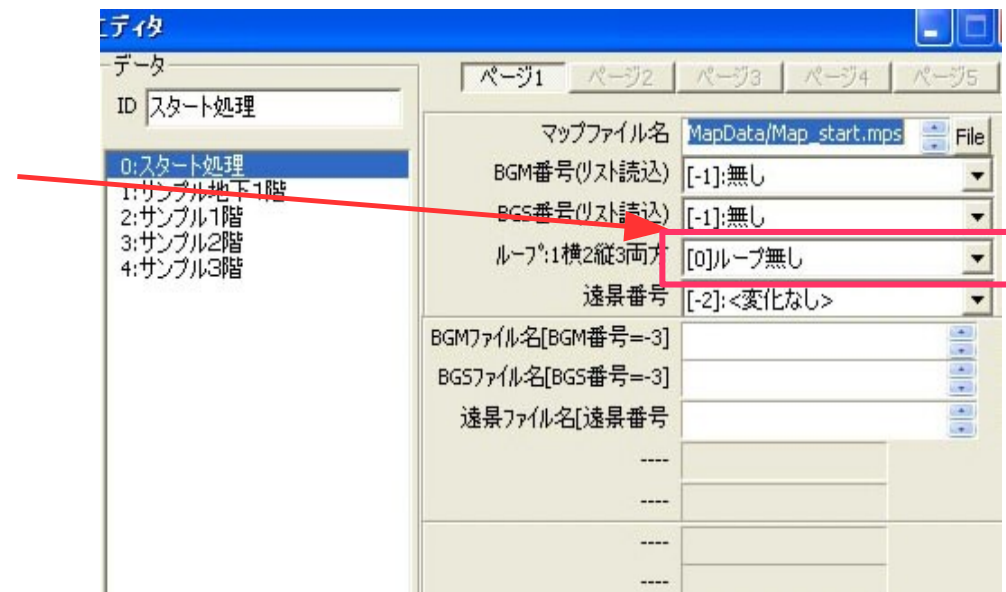 エディタ
データ
ID スタート処理
0:スタート処理
1:サンプル地下1階
2:サンプル1階
3:サンプル2階
4:サンプル3階
ページ1 ページ2 ページ3 ページ4 ページ5
マップファイル名 MapData/Map_start.mps File
BGM番号(リスト読込) [-1]:無し
BGS番号(リスト読込) [-1]:無し
ループ:1横2縦3両方 [0]ループ無し
遠景番号 [-2]:<変化なし>
BGMファイル名[BGM番号=-3]
BGSファイル名[BGS番号=-3]
遠景ファイル名[遠景番号
----
----
----
----